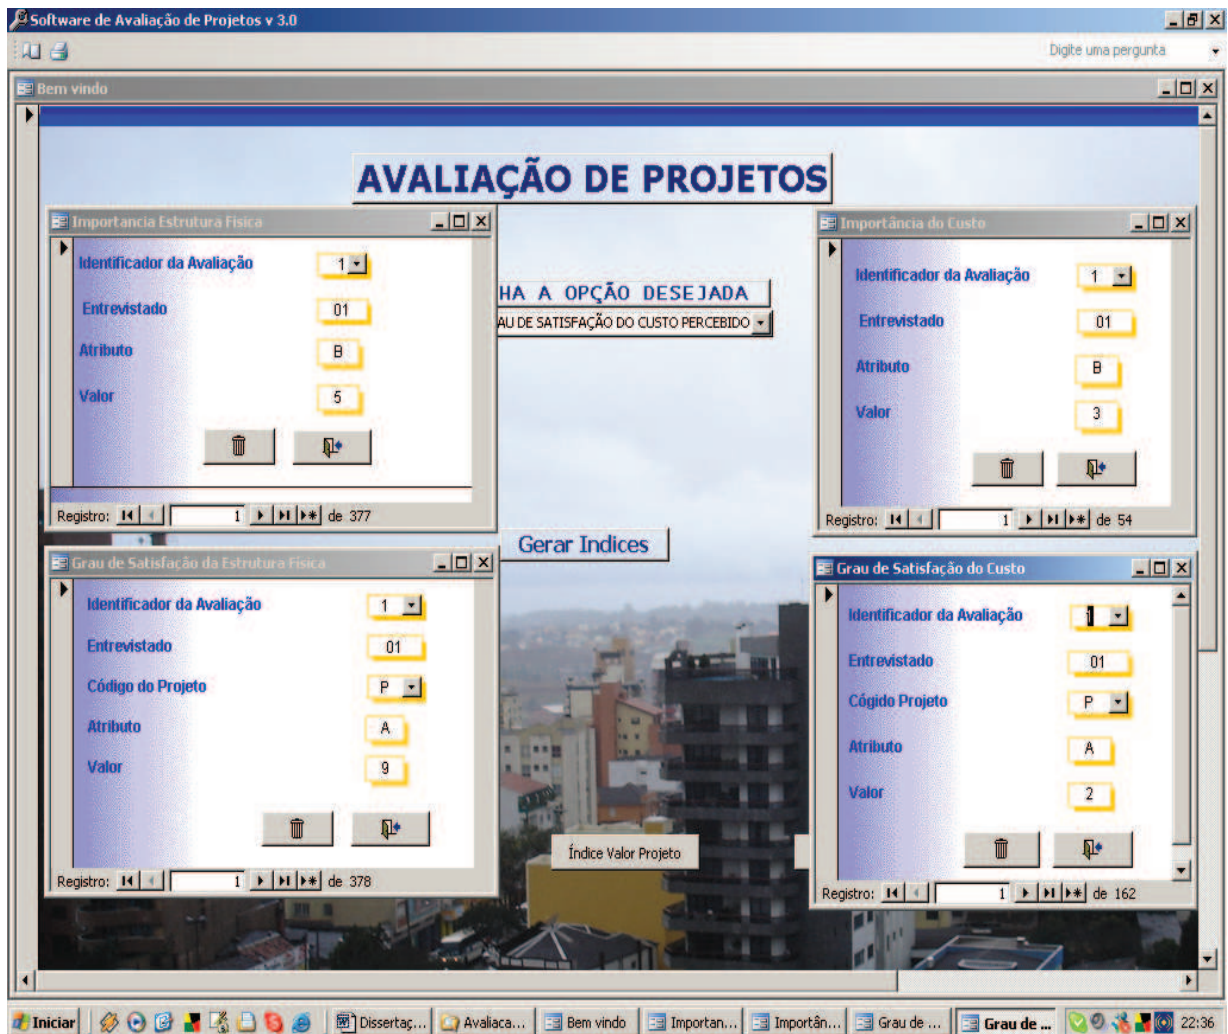 Software de Avaliação de Projetos v 3.0
Digite uma pergunta
Bem vindo
AVALIAÇÃO DE PROJETOS
Importancia Estrutura Fisica
Identificador da Avaliação 1
Entrevistado 01
Atributo B
Valor 5
Registro: 1 de 377
HA A OPÇÃO DESEJADA
AU DE SATISFAÇÃO DO CUSTO PERCEBIDO
Importância do Custo
Identificador da Avaliação 1
Entrevistado 01
Atributo B
Valor 3
Registro: 1 de 54
Gerar Indices
Grau de Satisfação da Estrutura Fisica
Identificador da Avaliação 1
Entrevistado 01
Código do Projeto P
Atributo A
Valor 9
Registro: 1 de 378
Grau de Satisfação do Custo
Identificador da Avaliação 1
Entrevistado 01
Cógido Projeto P
Atributo A
Valor 2
Registro: 1 de 162
Índice Valor Projeto
Iniciar Dissertaç... Avaliaca... Bem vindo Importan... Importân... Grau de ... Grau de ... 22:36